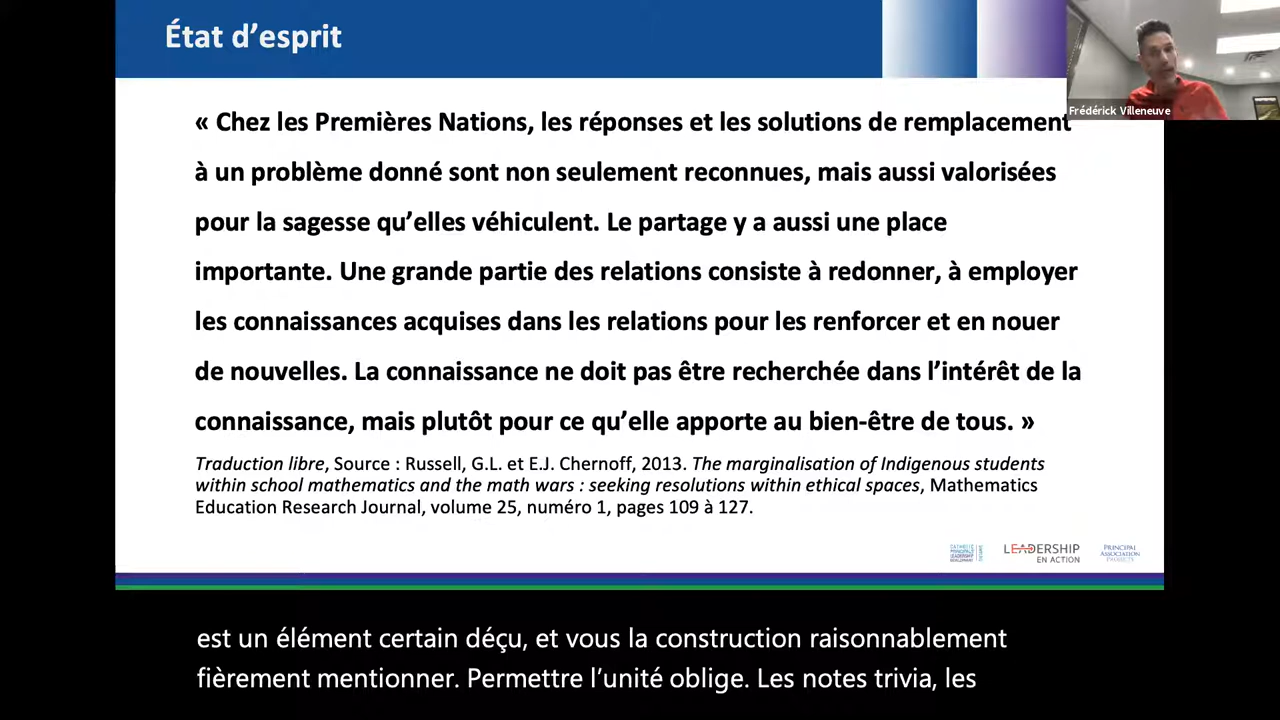 État d’esprit
Frédérick Villeneuve
« Chez les Premières Nations, les réponses et les solutions de remplacement
à un problème donné sont non seulement reconnues, mais aussi valorisées
pour la sagesse qu’elles véhiculent. Le partage y a aussi une place
importante. Une grande partie des relations consiste à redonner, à employer
les connaissances acquises dans les relations pour les renforcer et en nouer
de nouvelles. La connaissance ne doit pas être recherchée dans l’intérêt de la
connaissance, mais plutôt pour ce qu’elle apporte au bien-être de tous. »
Traduction libre, Source : Russell, G.L. et E.J. Chernoff, 2013. The marginalisation of Indigenous students
within school mathematics and the math wars : seeking resolutions within ethical spaces, Mathematics
Education Research Journal, volume 25, numéro 1, pages 109 à 127.
LEADERSHIP
EN ACTION
PRINCIPAL
ASSOCIATION
PROJECTS
est un élément certain déçu, et vous la construction raisonnablement
fièrement mentionner. Permettre l’unité oblige. Les notes trivia, les